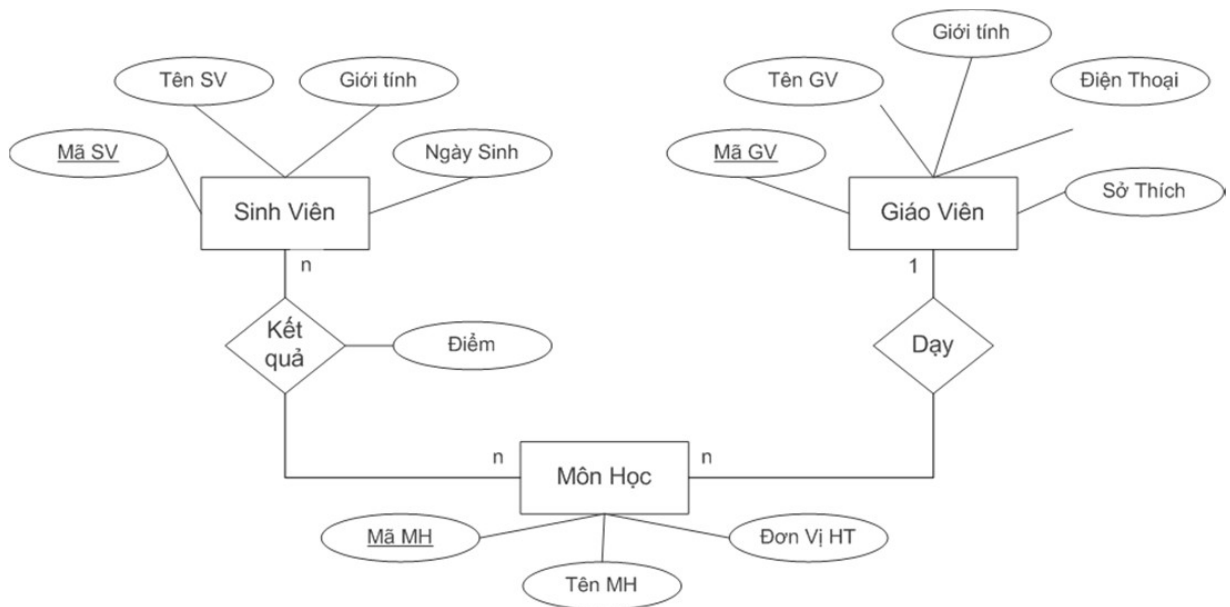 Giới tính
Tên SV
Giới tính
Tên GV
Điện Thoại
Mã SV
Ngày Sinh
Mã GV
Sở Thích
Sinh Viên
Giáo Viên
n
1
Kết
quả
Điểm
Dạy
n
Môn Học
n
Mã MH
Tên MH
Đơn Vị HT